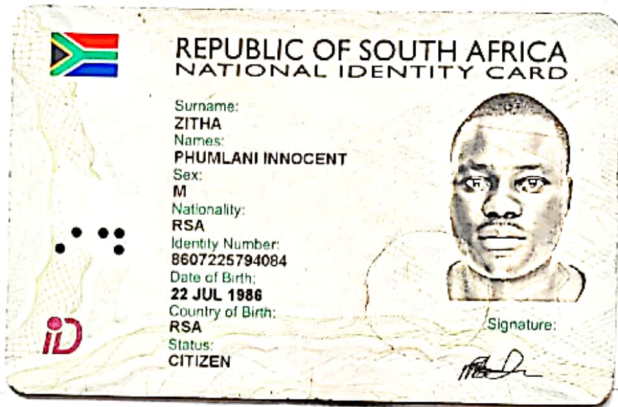 REPUBLIC OF SOUTH AFRICA
NATIONAL IDENTITY CARD
Surname:
ZITHA
Names:
PHUMLANI INNOCENT
Sex:
M
Nationality:
RSA
Identity Number:
8607225794084
Date of Birth:
22 JUL 1986
Country of Birth:
RSA
Status:
CITIZEN
Signature:
iD